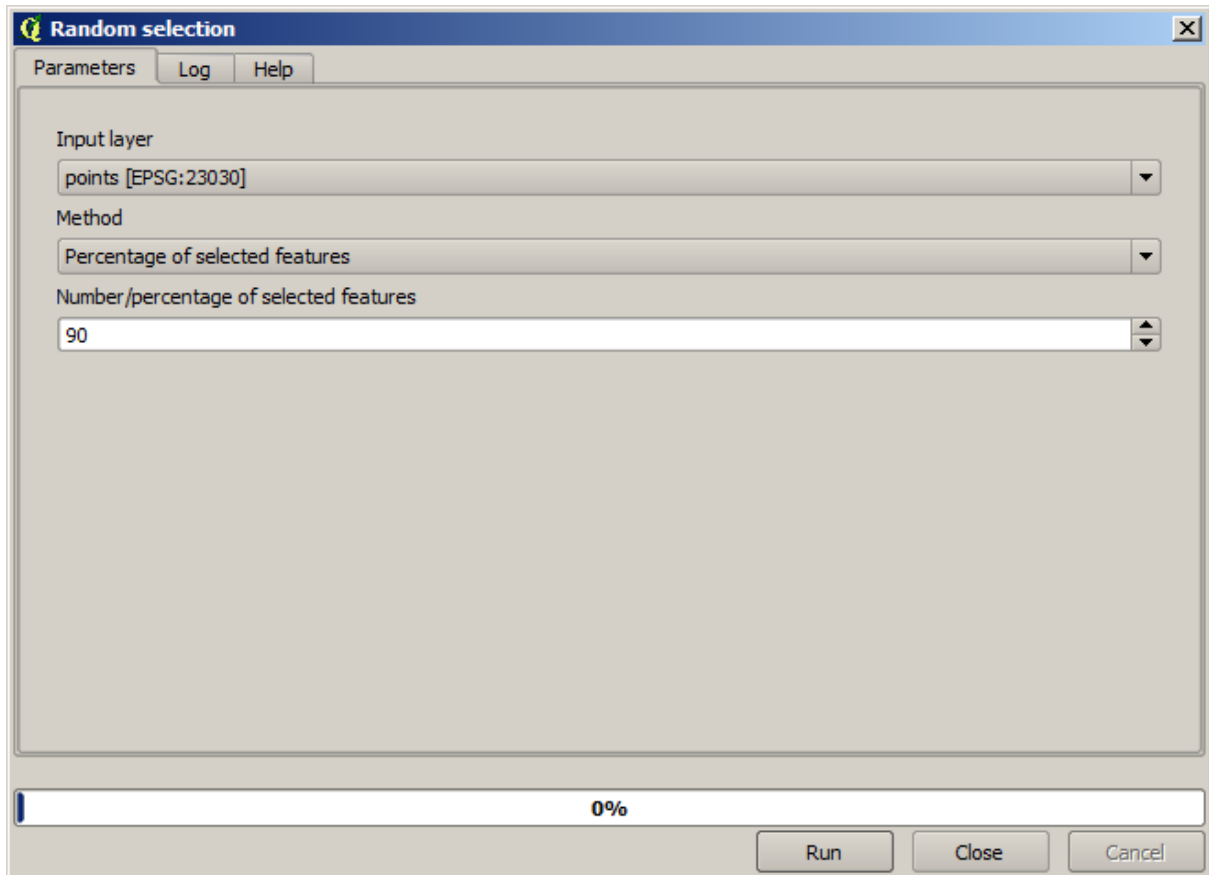 Random selection
Parameters Log Help
Input layer
points [EPSG:23030]
Method
Percentage of selected features
Number/percentage of selected features
90
0%
Run Close Cancel